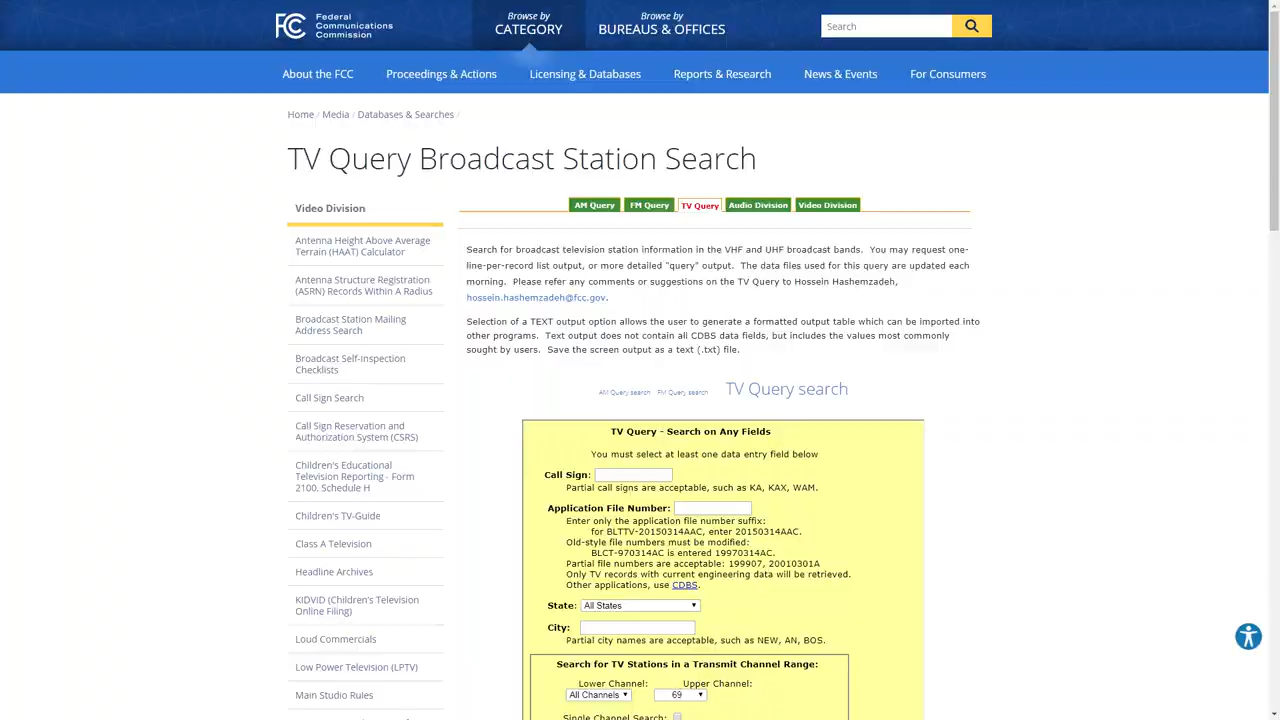 Federal
Communications
Commission
Browse by
CATEGORY
Browse by
BUREAUS & OFFICES
Search
About the FCC
Proceedings & Actions
Licensing & Databases
Reports & Research
News & Events
For Consumers
Home / Media / Databases & Searches /
TV Query Broadcast Station Search
Video Division
Antenna Height Above Average
Terrain (HAAT) Calculator
Antenna Structure Registration
(ASRN) Records Within A Radius
Broadcast Station Mailing
Address Search
Broadcast Self-Inspection
Checklists
Call Sign Search
Call Sign Reservation and
Authorization System (CSRS)
Children's Educational
Television Reporting - Form
2100, Schedule H
Children's TV-Guide
Class A Television
Headline Archives
KIDVID (Children's Television
Online Filing)
Loud Commercials
Low Power Television (LPTV)
Main Studio Rules
AM Query
FM Query
TV Query
Audio Division
Video Division
Search for broadcast television station information in the VHF and UHF broadcast bands. You may request one-
line-per-record list output, or more detailed "query" output. The data files used for this query are updated each
morning. Please refer any comments or suggestions on the TV Query to Hossein Hashemzadeh,
hossein.hashemzadeh@fcc.gov.
Selection of a TEXT output option allows the user to generate a formatted output table which can be imported into
other programs. Text output does not contain all CDBS data fields, but includes the values most commonly
sought by users. Save the screen output as a text (.txt) file.
AM Query search FM Query search TV Query search
TV Query - Search on Any Fields
You must select at least one data entry field below
Call Sign:
Partial call signs are acceptable, such as KA, KAX, WAM.
Application File Number:
Enter only the application file number suffix:
for BLTTV-20150314AAC, enter 20150314AAC.
Old-style file numbers must be modified:
BLCT-970314AC is entered 19970314AC.
Partial file numbers are acceptable: 199907, 20010301A
Only TV records with current engineering data will be retrieved.
Other applications, use CDBS.
State: All States
City:
Partial city names are acceptable, such as NEW, AN, BOS.
Search for TV Stations in a Transmit Channel Range:
Lower Channel: Upper Channel:
All Channels 69
Single Channel Search: